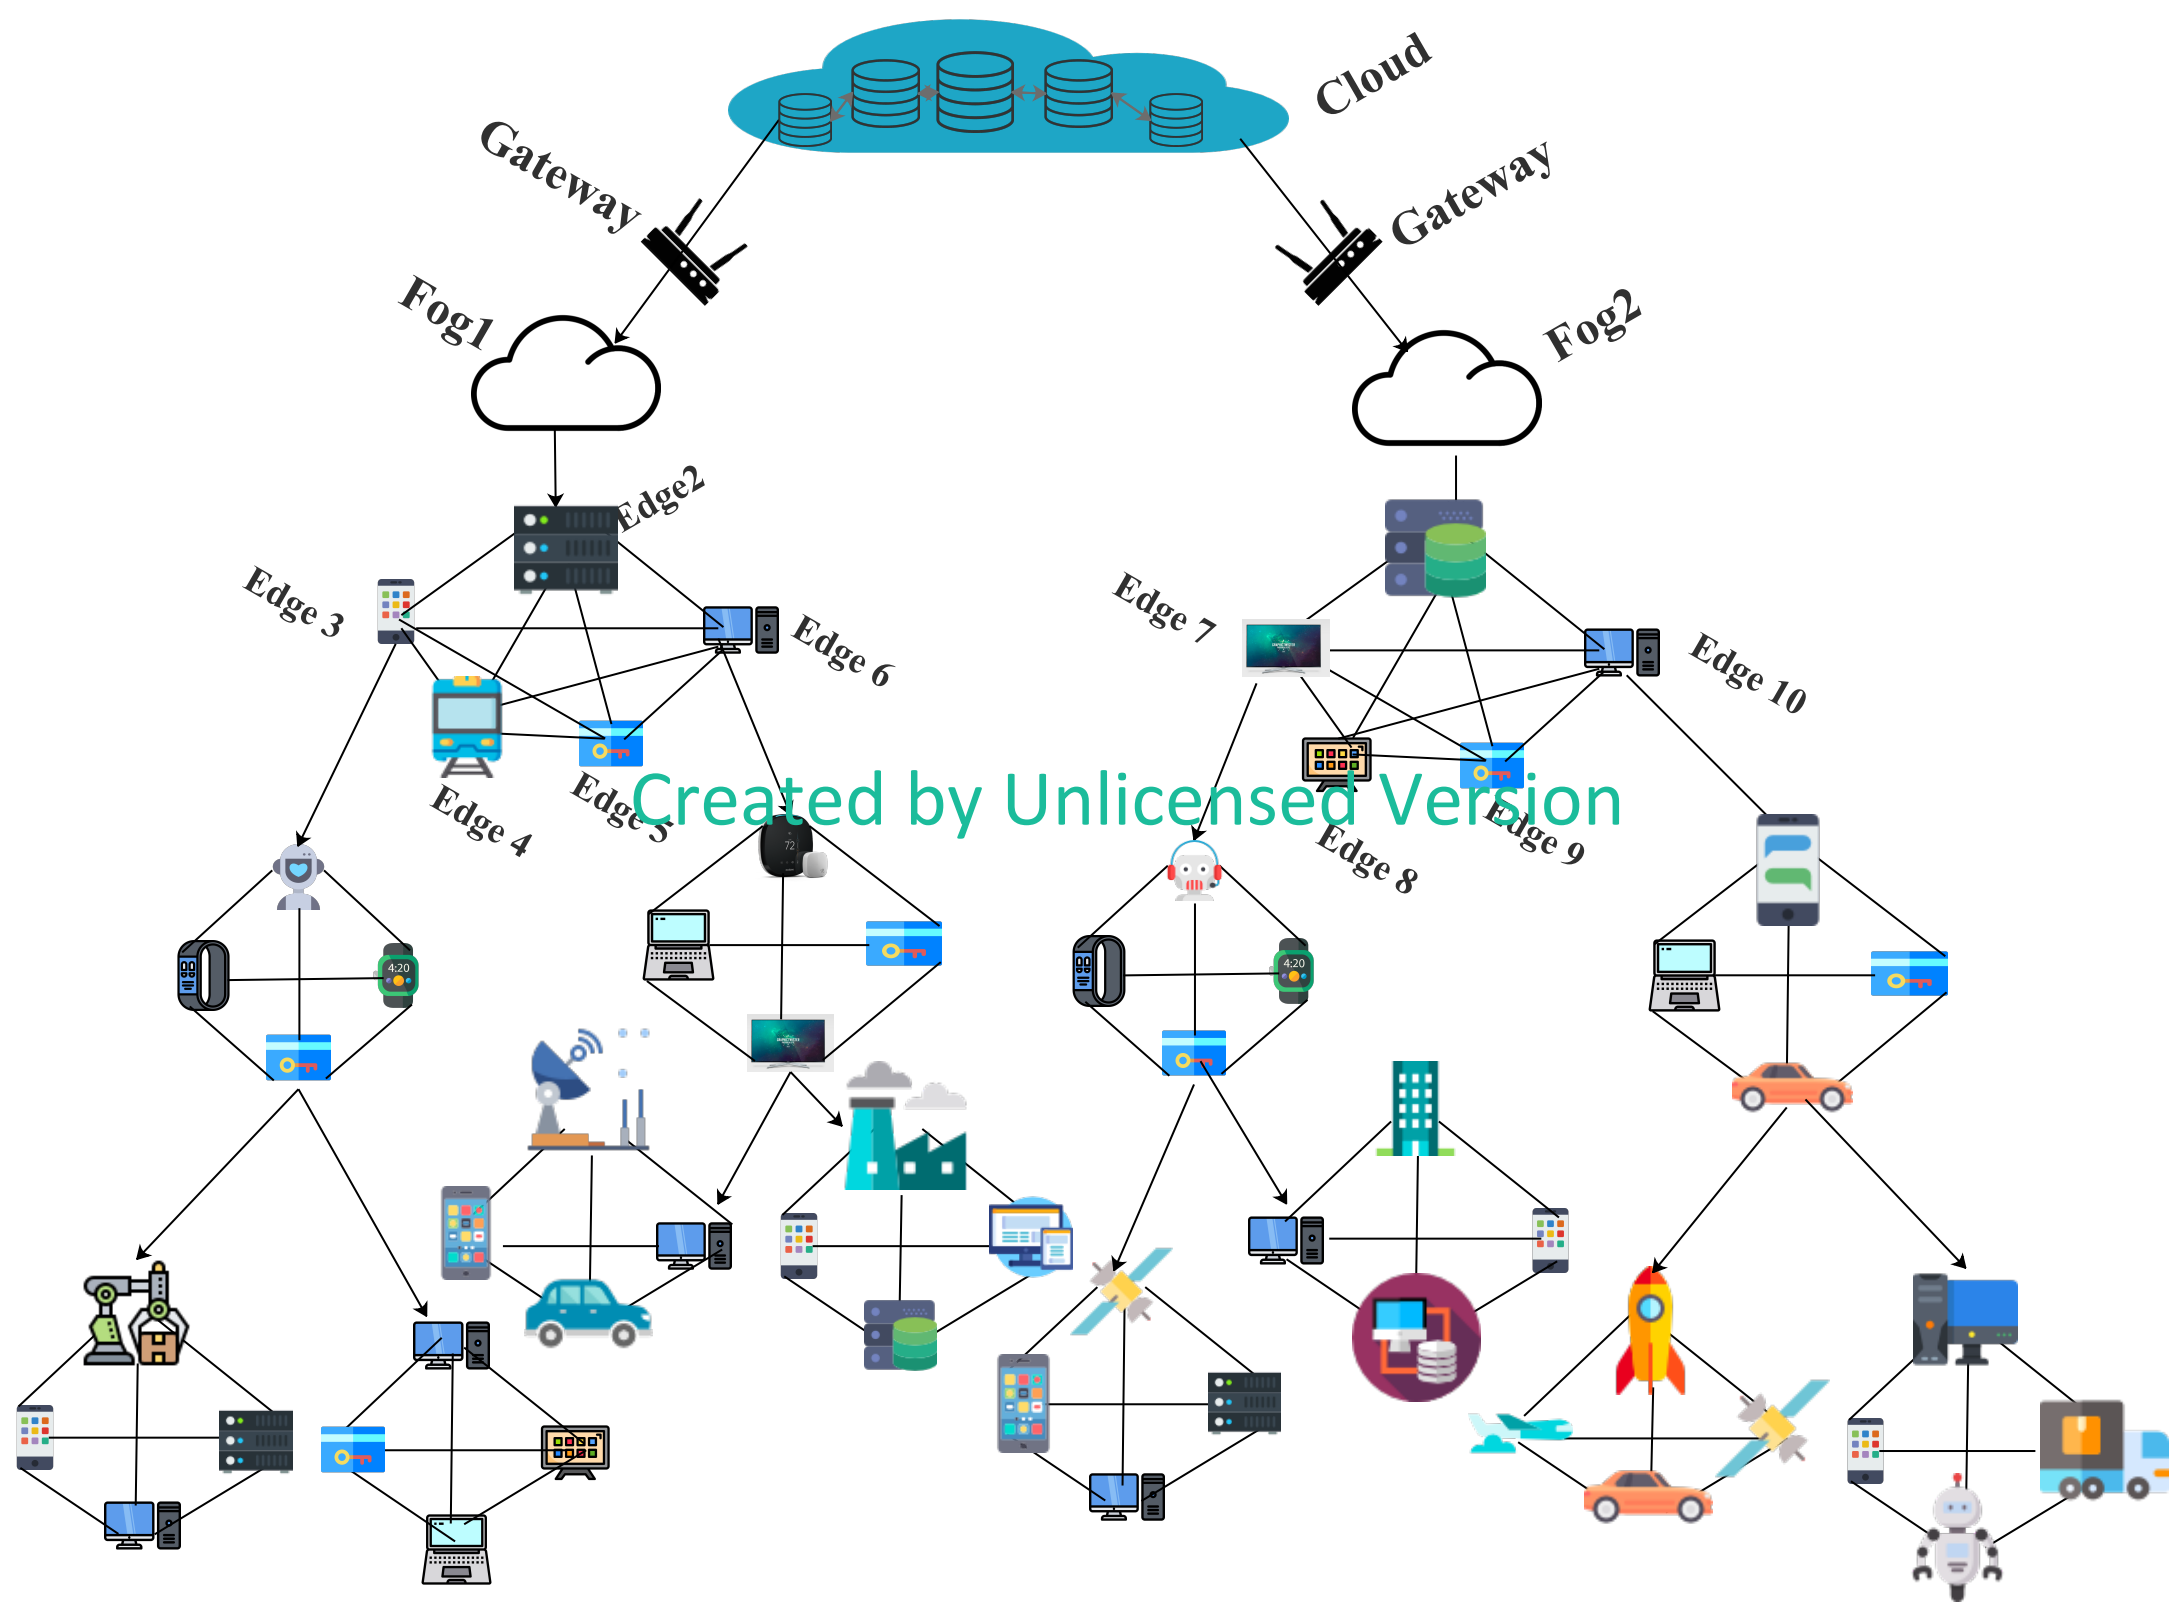 Cloud
Gateway
Gateway
Fog1
Fog2
Edge2
Edge 3
Edge 6
Edge 7
Edge 10
Edge 4
Edge 5
Edge 8
Edge 9
Created by Unlicensed Version
72
4:20
4:20